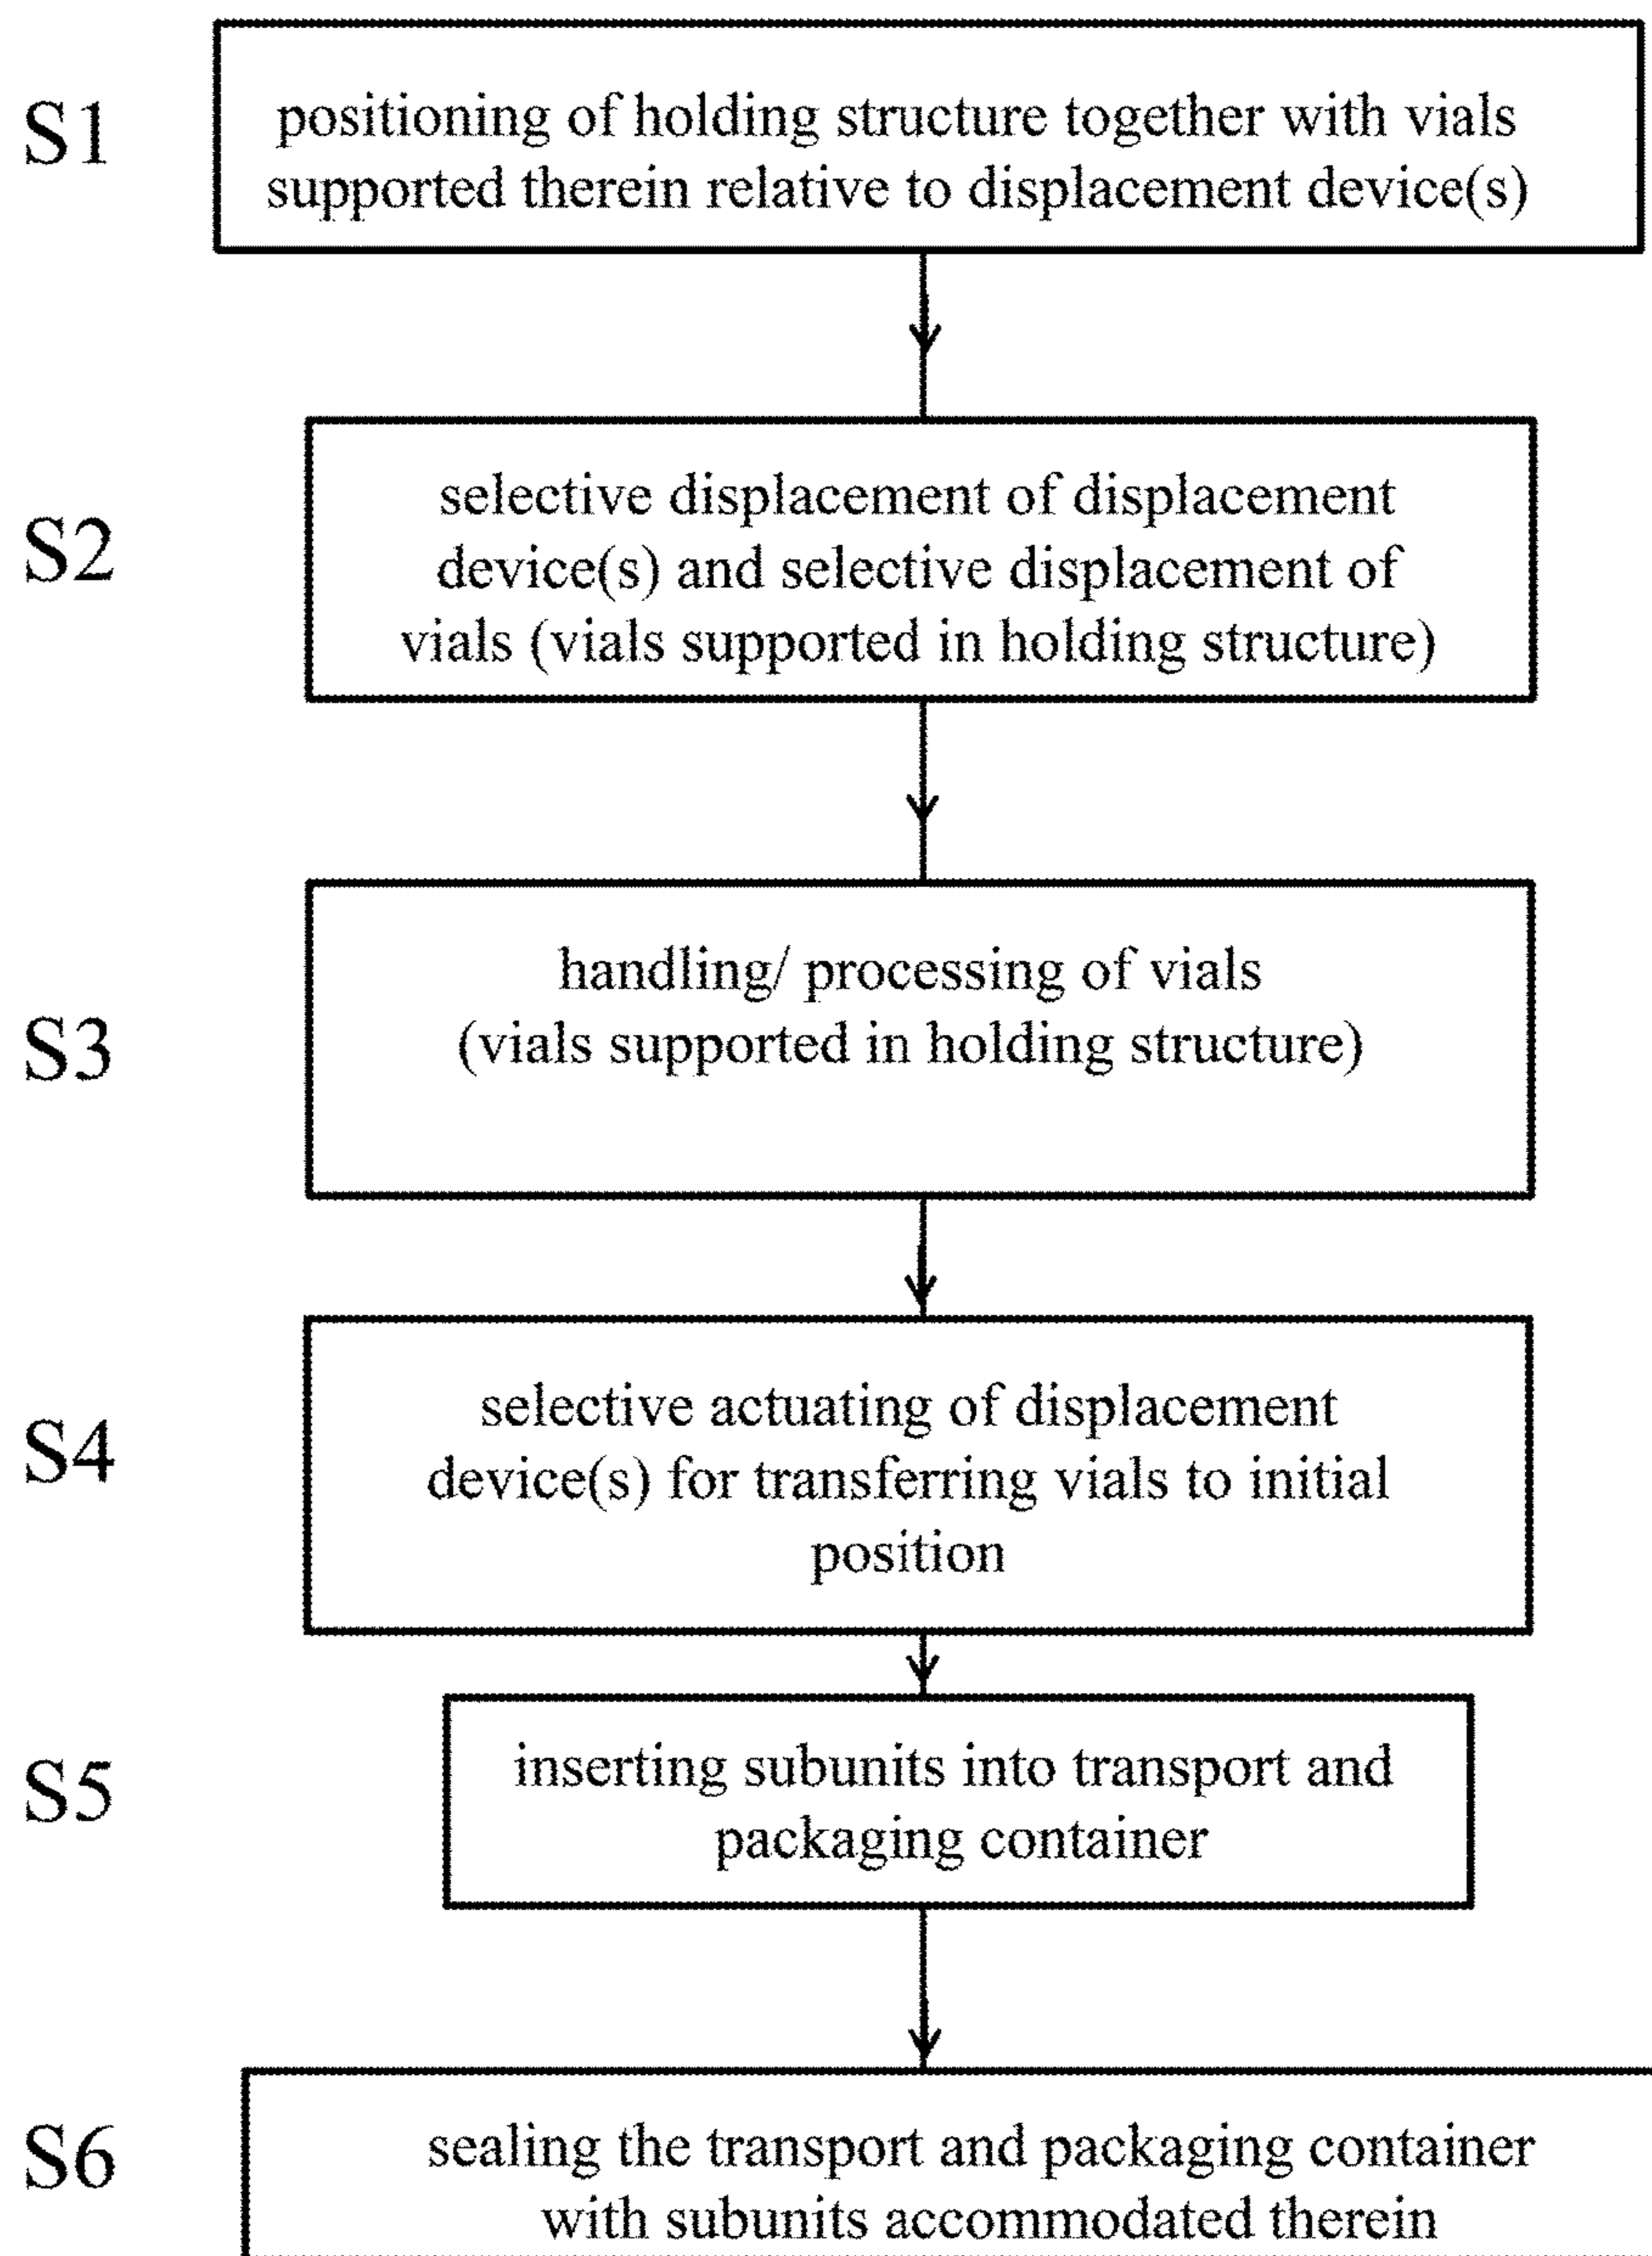 S1
positioning of holding structure together with vials
supported therein relative to displacement device(s)
S2
selective displacement of displacement
device(s) and selective displacement of
vials (vials supported in holding structure)
S3
handling/ processing of vials
(vials supported in holding structure)
S4
selective actuating of displacement
device(s) for transferring vials to initial
position
S5
inserting subunits into transport and
packaging container
S6
sealing the transport and packaging container
with subunits accommodated therein